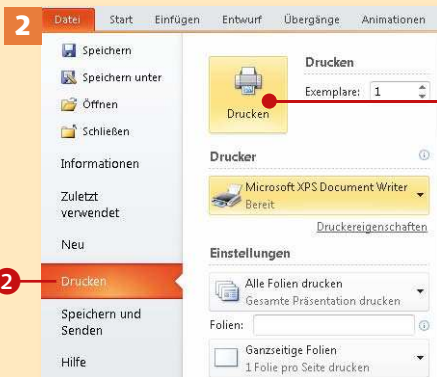 2
Datei Start Einfügen Entwurf Übergänge Animationen
Speichern
Speichern unter
Öffnen
Schließen
Informationen
Zuletzt
verwendet
Neu
2
Drucken
Speichern und
Senden
Hilfe
Drucken
Drucken
Exemplare: 1
Drucker
Microsoft XPS Document Writer
Bereit
Druckereigenschaften
Einstellungen
Alle Folien drucken
Gesamte Präsentation drucken
Folien:
Ganzseitige Folien
1 Folie pro Seite drucken